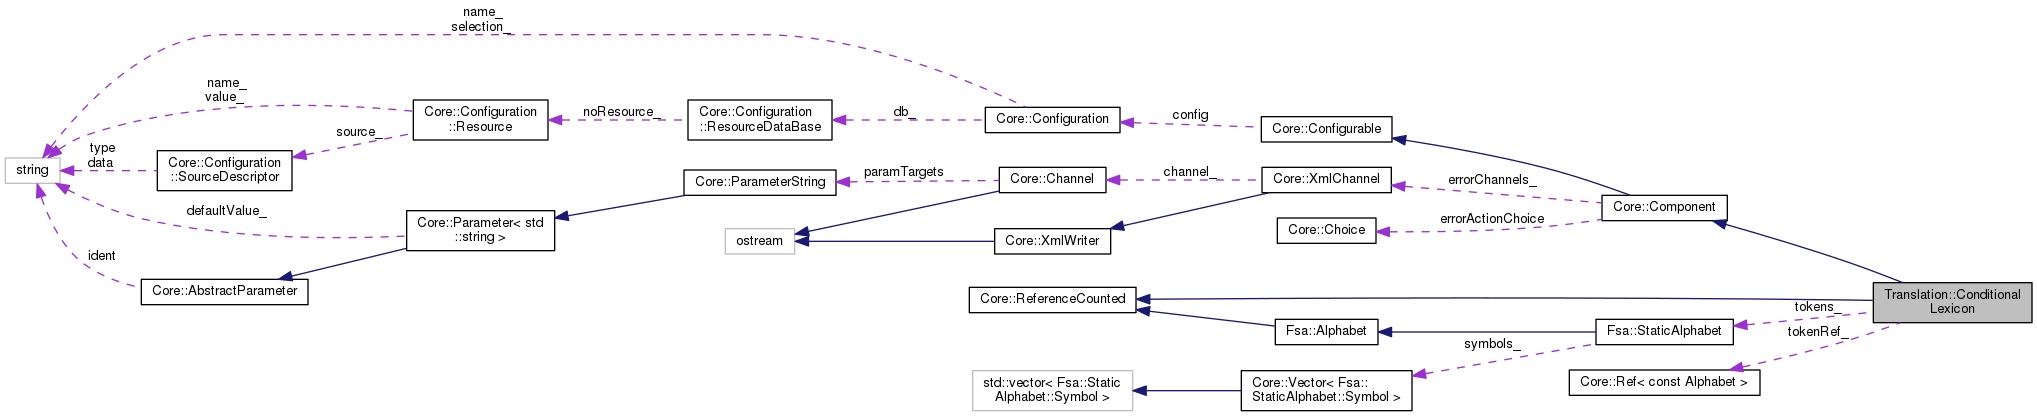 name_
selection_
name_
value_
Core::Configuration
::Resource
noResource_
Core::Configuration
::ResourceDataBase
db_
Core::Configuration
config
Core::Configurable
source_
type
data
string
Core::Configuration
::SourceDescriptor
Core::ParameterString
paramTargets
Core::Channel
channel_
Core::XmlChannel
errorChannels_
Core::Component
defaultValue_
Core::Parameter< std
::string >
ostream
Core::XmlWriter
Core::Choice
errorActionChoice
ident
Core::AbstractParameter
Core::ReferenceCounted
Translation::Conditional
Lexicon
tokens_
Fsa::Alphabet
Fsa::StaticAlphabet
tokenRef_
symbols_
std::vector< Fsa::Static
Alphabet::Symbol >
Core::Vector< Fsa::
StaticAlphabet::Symbol >
Core::Ref< const Alphabet >